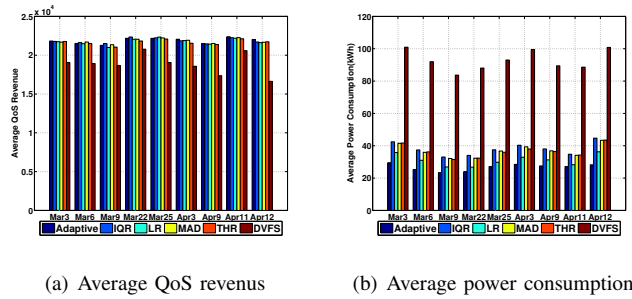 x 10^4
2.5
2
1.5
1
0.5
0
Average QoS Revenue
Mar3 Mar6 Mar9 Mar22 Mar25 Apr3 Apr9 Apr11 Apr12
Adaptive IQR LR MAD THR DVFS
(a) Average QoS revenus
120
100
80
60
40
20
0
Average Power Consumption(kWh)
Mar3 Mar6 Mar9 Mar22 Mar25 Apr3 Apr9 Apr11 Apr12
Adaptive IQR LR MAD THR DVFS
(b) Average power consumption